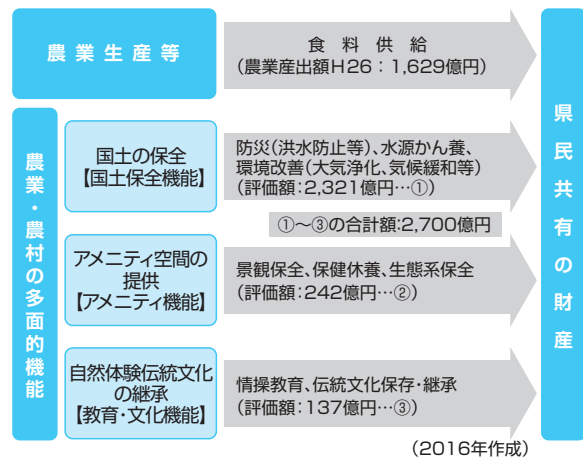 農業生産等
食料供給
（農業産出額H26：1,629億円）
農業・農村の多面的機能
国土の保全
【国土保全機能】
防災（洪水防止等）、水源かん養、
環境改善（大気浄化、気候緩和等）
（評価額：2,321億円…①）
①～③の合計額：2,700億円
アメニティ空間の
提供
【アメニティ機能】
景観保全、保健休養、生態系保全
（評価額：242億円…②）
自然体験伝統文化
の継承
【教育・文化機能】
情操教育、伝統文化保存・継承
（評価額：137億円…③）
県民共有の財産
（2016年作成）